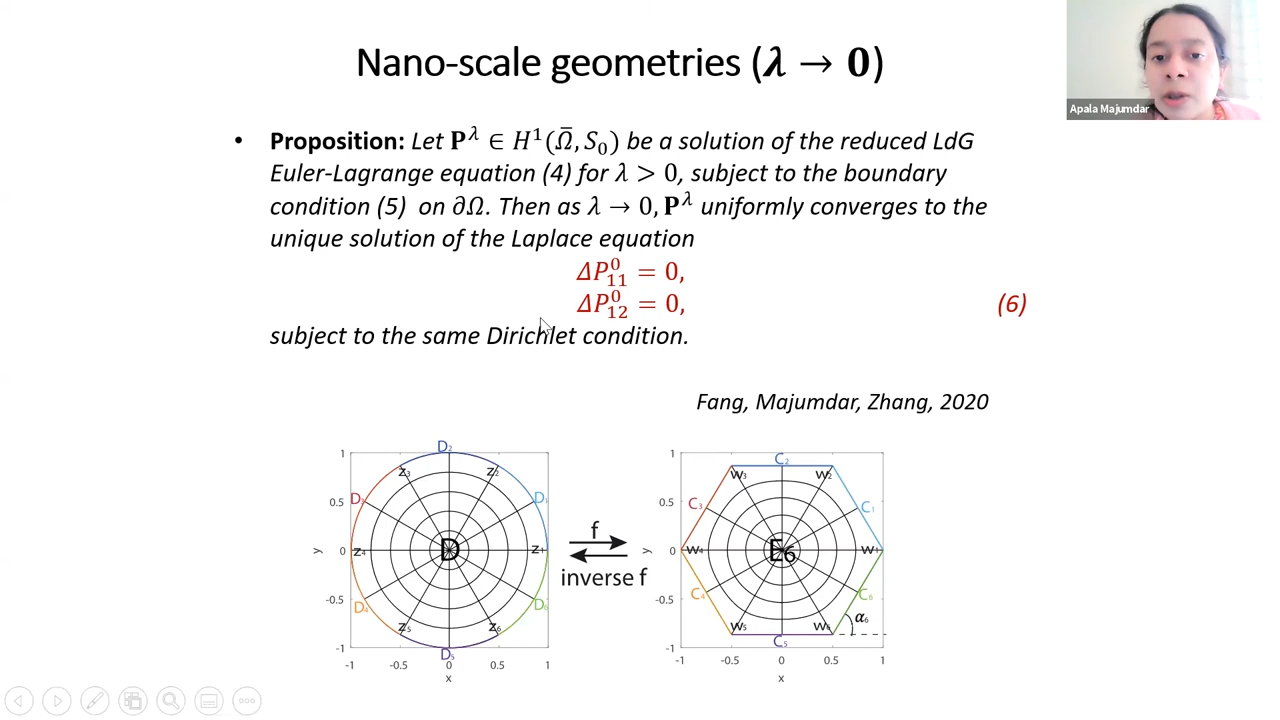 Nano-scale geometries (λ → 0)
Apala Majumdar
• Proposition: Let P^λ ∈ H¹(Ω̄, S₀) be a solution of the reduced LdG
Euler-Lagrange equation (4) for λ > 0, subject to the boundary
condition (5) on ∂Ω. Then as λ → 0, P^λ uniformly converges to the
unique solution of the Laplace equation
ΔP₁₁⁰ = 0,
ΔP₁₂⁰ = 0, (6)
subject to the same Dirichlet condition.
Fang, Majumdar, Zhang, 2020
D₂
1
z₃ z₂
D₃ 0.5 D₁
y 0 z₄ D z₁
D₄ -0.5 D₆
z₅ z₆
-1 D₅
-1 -0.5 0 0.5 1
x
f
inverse f
1 C₂
w₃ w₂
0.5 C₃ C₁
y 0 w₄ E₆ w₁
-0.5 C₄ C₆
α₆
w₅ w₆
-1 C₅
-1 -0.5 0 0.5 1
x